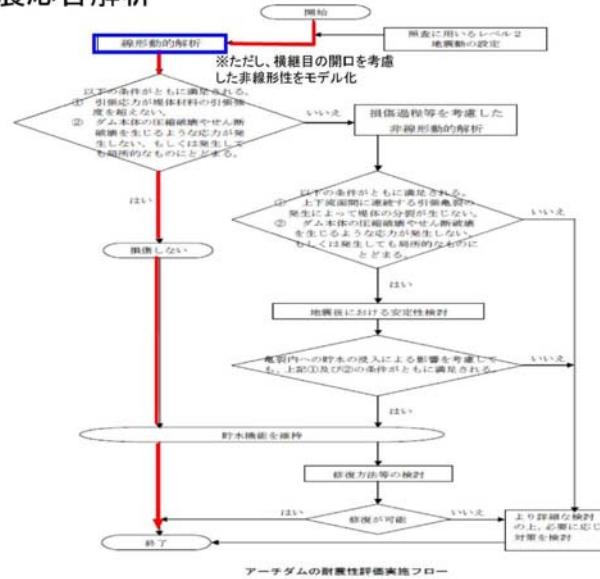 開始
線形動的解析
照査に用いるレベル2
地震動の設定
※ただし、横継目の開口を考慮
した非線形性をモデル化
以下の条件がともに満足される。
① 引張応力が堤体材料の引張強
度を超えない。
② ダム本体の圧縮破壊やせん断
破壊を生じるような応力が発
生しない、もしくは発生して
も局所的なものにとどまる。
いいえ
損傷過程等を考慮した
非線形動的解析
はい
以下の条件がともに満足される。
① 上下流面間に連続する引張亀裂の
発生によって堤体の分裂が生じない。
② ダム本体の圧縮破壊やせん断破壊
を生じるような応力が発生しない、
もしくは発生しても局所的なものに
とどまる。
いいえ
損傷しない
はい
地震後における安定性検討
亀裂内への貯水の浸入による影響を考慮して
も、上記①及び②の条件がともに満足される。
いいえ
はい
貯水機能を維持
修復方法等の検討
修復が可能
はい
いいえ
より詳細な検討
の上、必要に応じ
対策を検討
終了
アーチダムの耐震性評価実施フロー